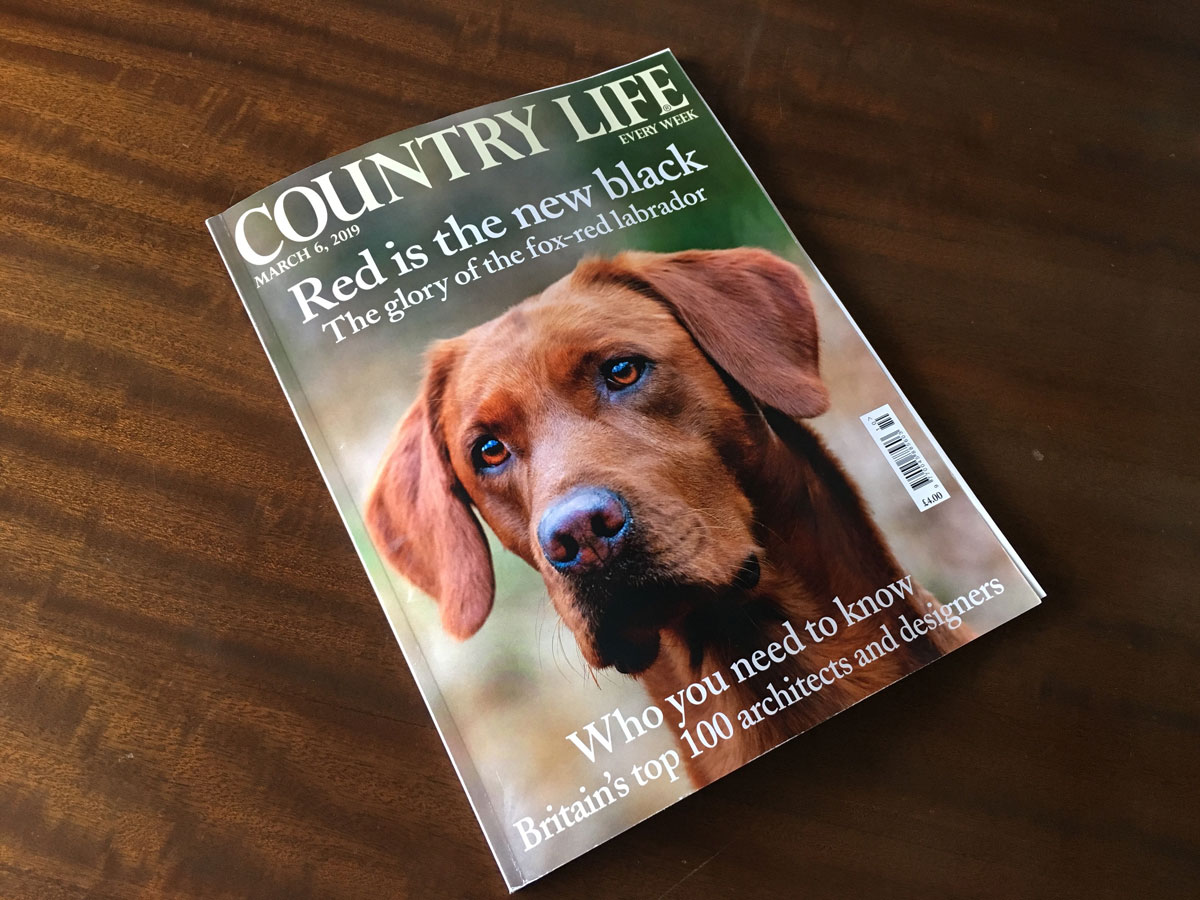 COUNTRY LIFE®
EVERY WEEK
MARCH 6, 2019
Red is the new black
The glory of the fox-red labrador
£4.00
Who you need to know
Britain's top 100 architects and designers